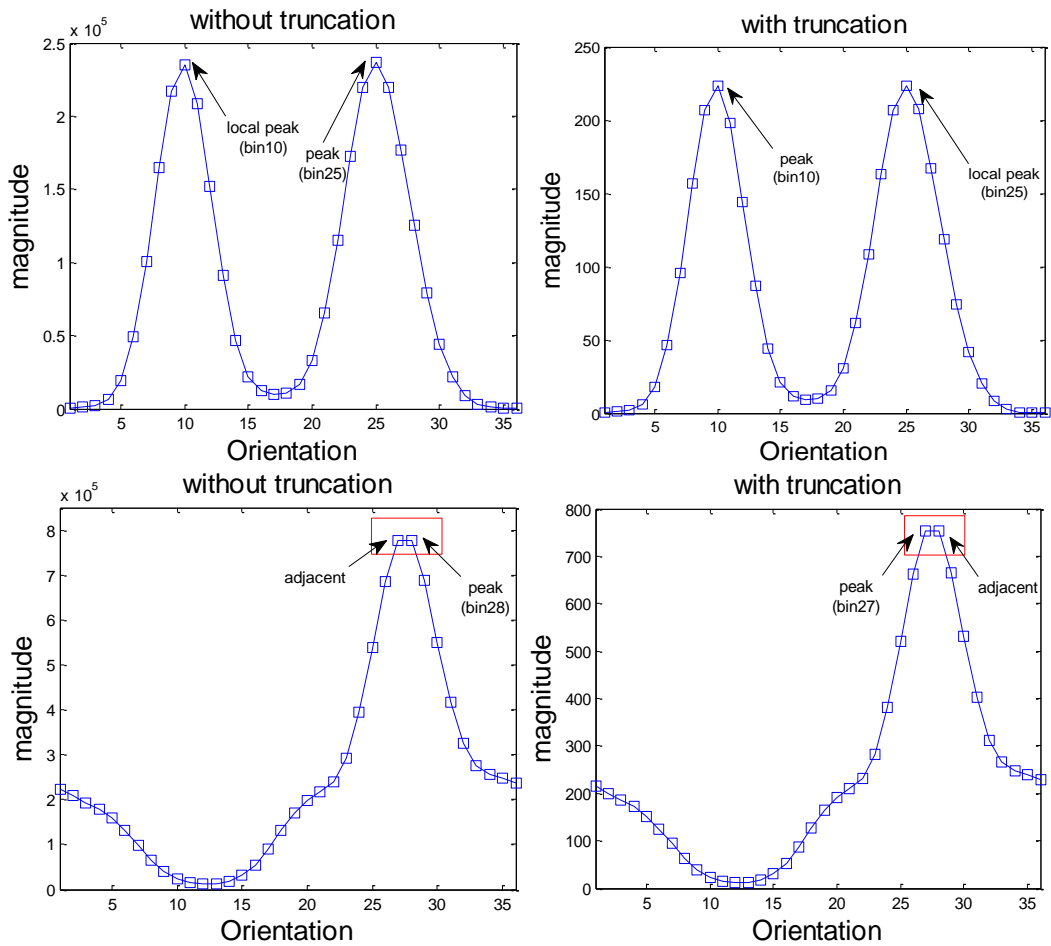 without truncation
x 10^5
2.5
2
1.5
1
0.5
0
5 10 15 20 25 30 35
magnitude
Orientation
local peak
(bin10)
peak
(bin25)
with truncation
250
200
150
100
50
0
5 10 15 20 25 30 35
magnitude
Orientation
peak
(bin10)
local peak
(bin25)
without truncation
x 10^5
8
7
6
5
4
3
2
1
0
5 10 15 20 25 30 35
magnitude
Orientation
adjacent
peak
(bin28)
with truncation
800
700
600
500
400
300
200
100
0
5 10 15 20 25 30 35
magnitude
Orientation
peak
(bin27)
adjacent